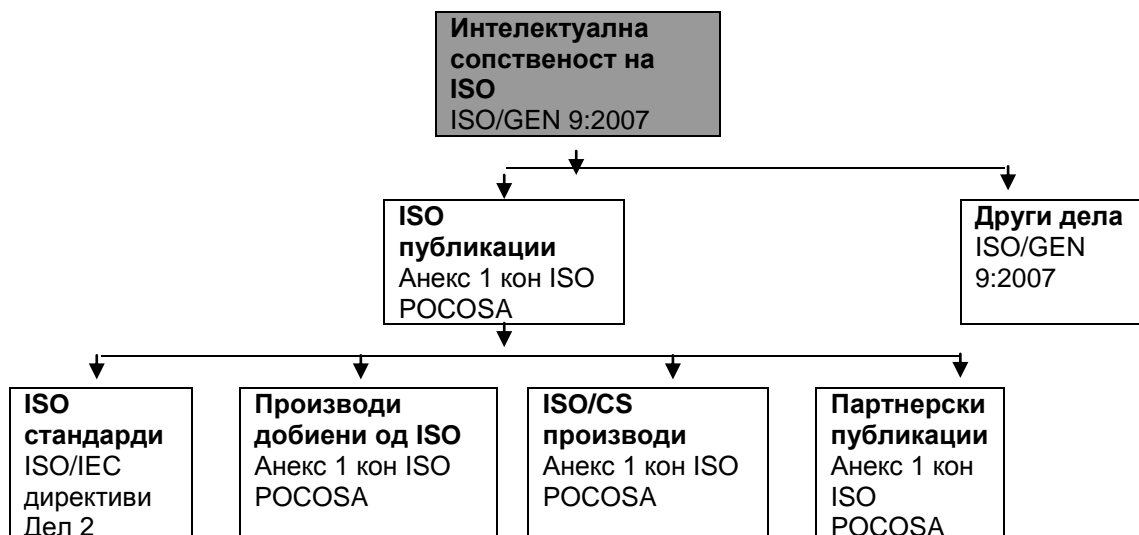 Интелектуална
сопственост на
ISO
ISO/GEN 9:2007
ISO
публикации
Анекс 1 кон ISO
POCOSA
Други дела
ISO/GEN
9:2007
ISO
стандарди
ISO/IEC
директиви
Дел 2
Производи
добиени од ISO
Анекс 1 кон ISO
POCOSA
ISO/CS
производи
Анекс 1 кон ISO
POCOSA
Партнерски
публикации
Анекс 1 кон
ISO
POCOSA